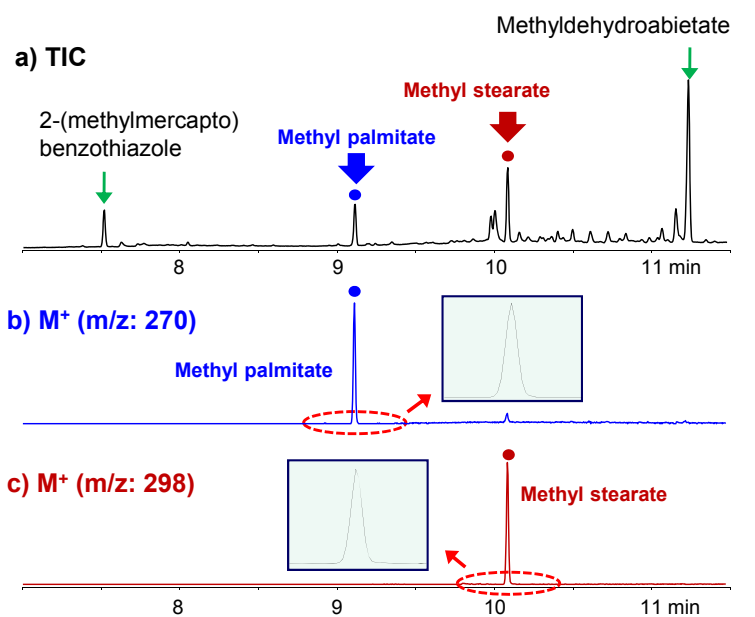 Methyldehydroabietate
a) TIC
Methyl stearate
2-(methylmercapto)
benzothiazole
Methyl palmitate
8 9 10 11 min
b) M⁺ (m/z: 270)
Methyl palmitate
c) M⁺ (m/z: 298)
Methyl stearate
8 9 10 11 min